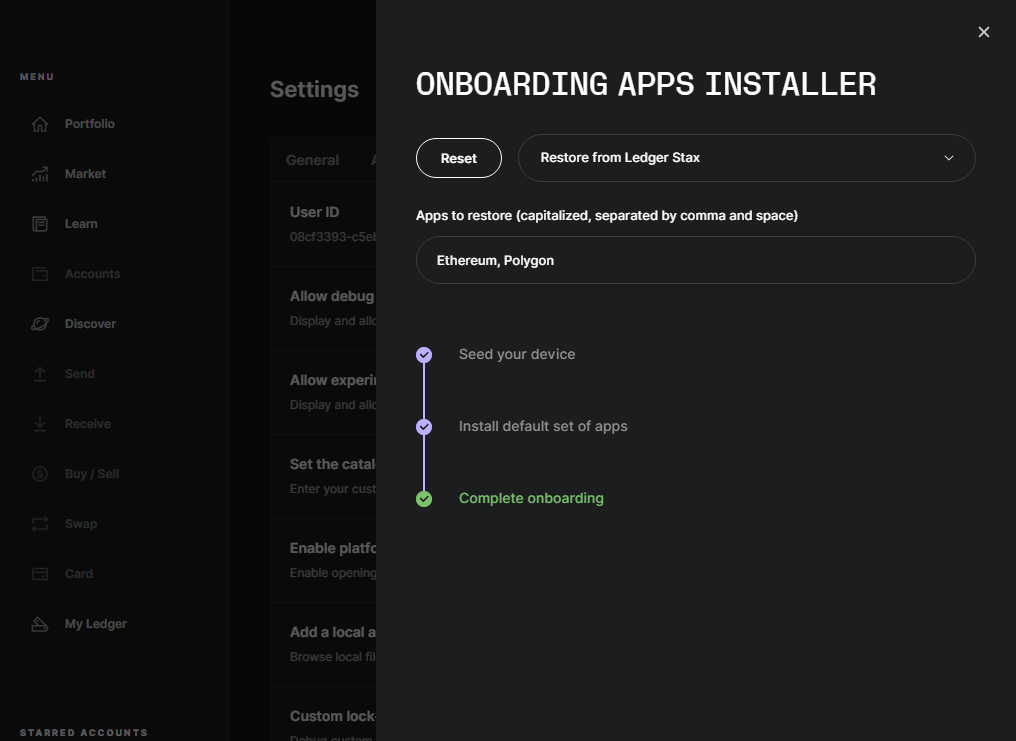 MENU
Portfolio
Market
Learn
Accounts
Discover
Send
Receive
Buy / Sell
Swap
Card
My Ledger
STARRED ACCOUNTS
Settings
General
User ID
08cf3393-c5e
Allow debug
Display and allo
Allow experi
Display and allo
Set the catal
Enter your cust
Enable platfo
Enable opening
Add a local a
Browse local fil
Custom lock-
Debug custom
ONBOARDING APPS INSTALLER
Reset
Restore from Ledger Stax
Apps to restore (capitalized, separated by comma and space)
Ethereum, Polygon
Seed your device
Install default set of apps
Complete onboarding